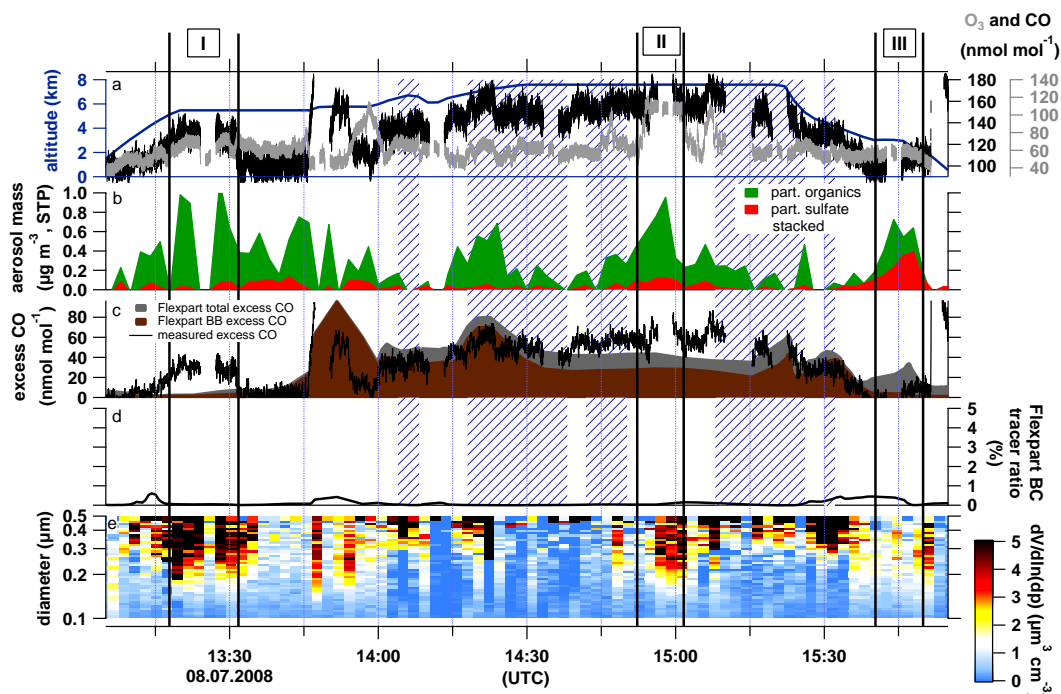 I
II
III
O3 and CO
(nmol mol-1)
a
altitude (km)
8
6
4
2
0
180
160
140
120
100
140
120
100
80
60
40
b
aerosol mass
(µg m-3, STP)
1.0
0.8
0.6
0.4
0.2
0.0
part. organics
part. sulfate
stacked
c
excess CO
(nmol mol-1)
80
60
40
20
0
Flexpart total excess CO
Flexpart BB excess CO
measured excess CO
d
5
4
3
2
1
0
Flexpart BC
tracer ratio
(%)
e
diameter (µm)
0.5
0.4
0.3
0.2
0.1
5
4
3
2
1
0
dV/dln(dp) (µm3 cm-3)
13:30
14:00
14:30
15:00
15:30
08.07.2008
(UTC)